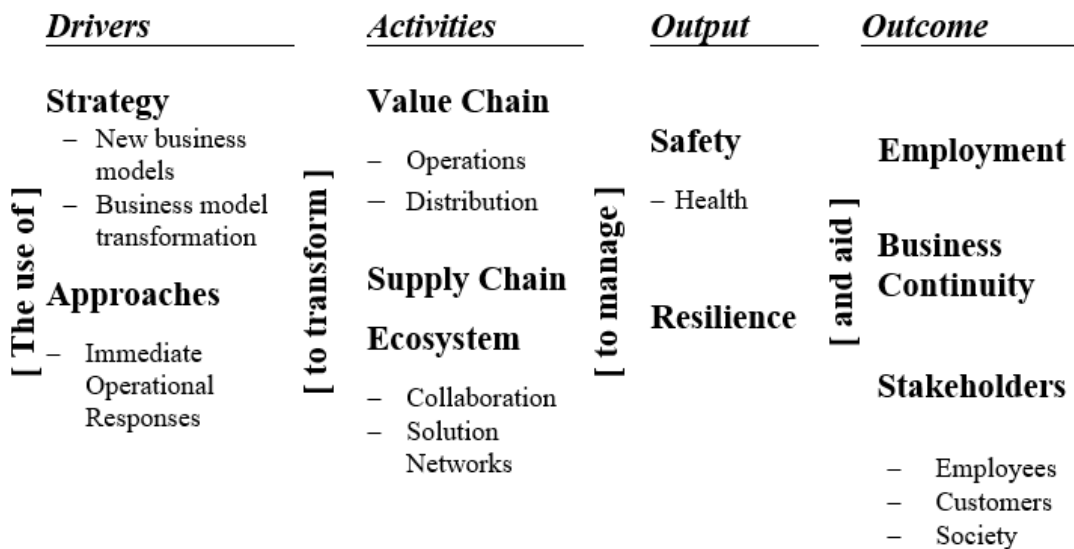 Drivers
Activities
Output
Outcome
[ The use of ]
Strategy
– New business
models
– Business model
transformation
Approaches
– Immediate
Operational
Responses
[ to transform ]
Value Chain
– Operations
– Distribution
Supply Chain
Ecosystem
– Collaboration
– Solution
Networks
[ to manage ]
Safety
– Health
Resilience
[ and aid ]
Employment
Business
Continuity
Stakeholders
– Employees
– Customers
– Society